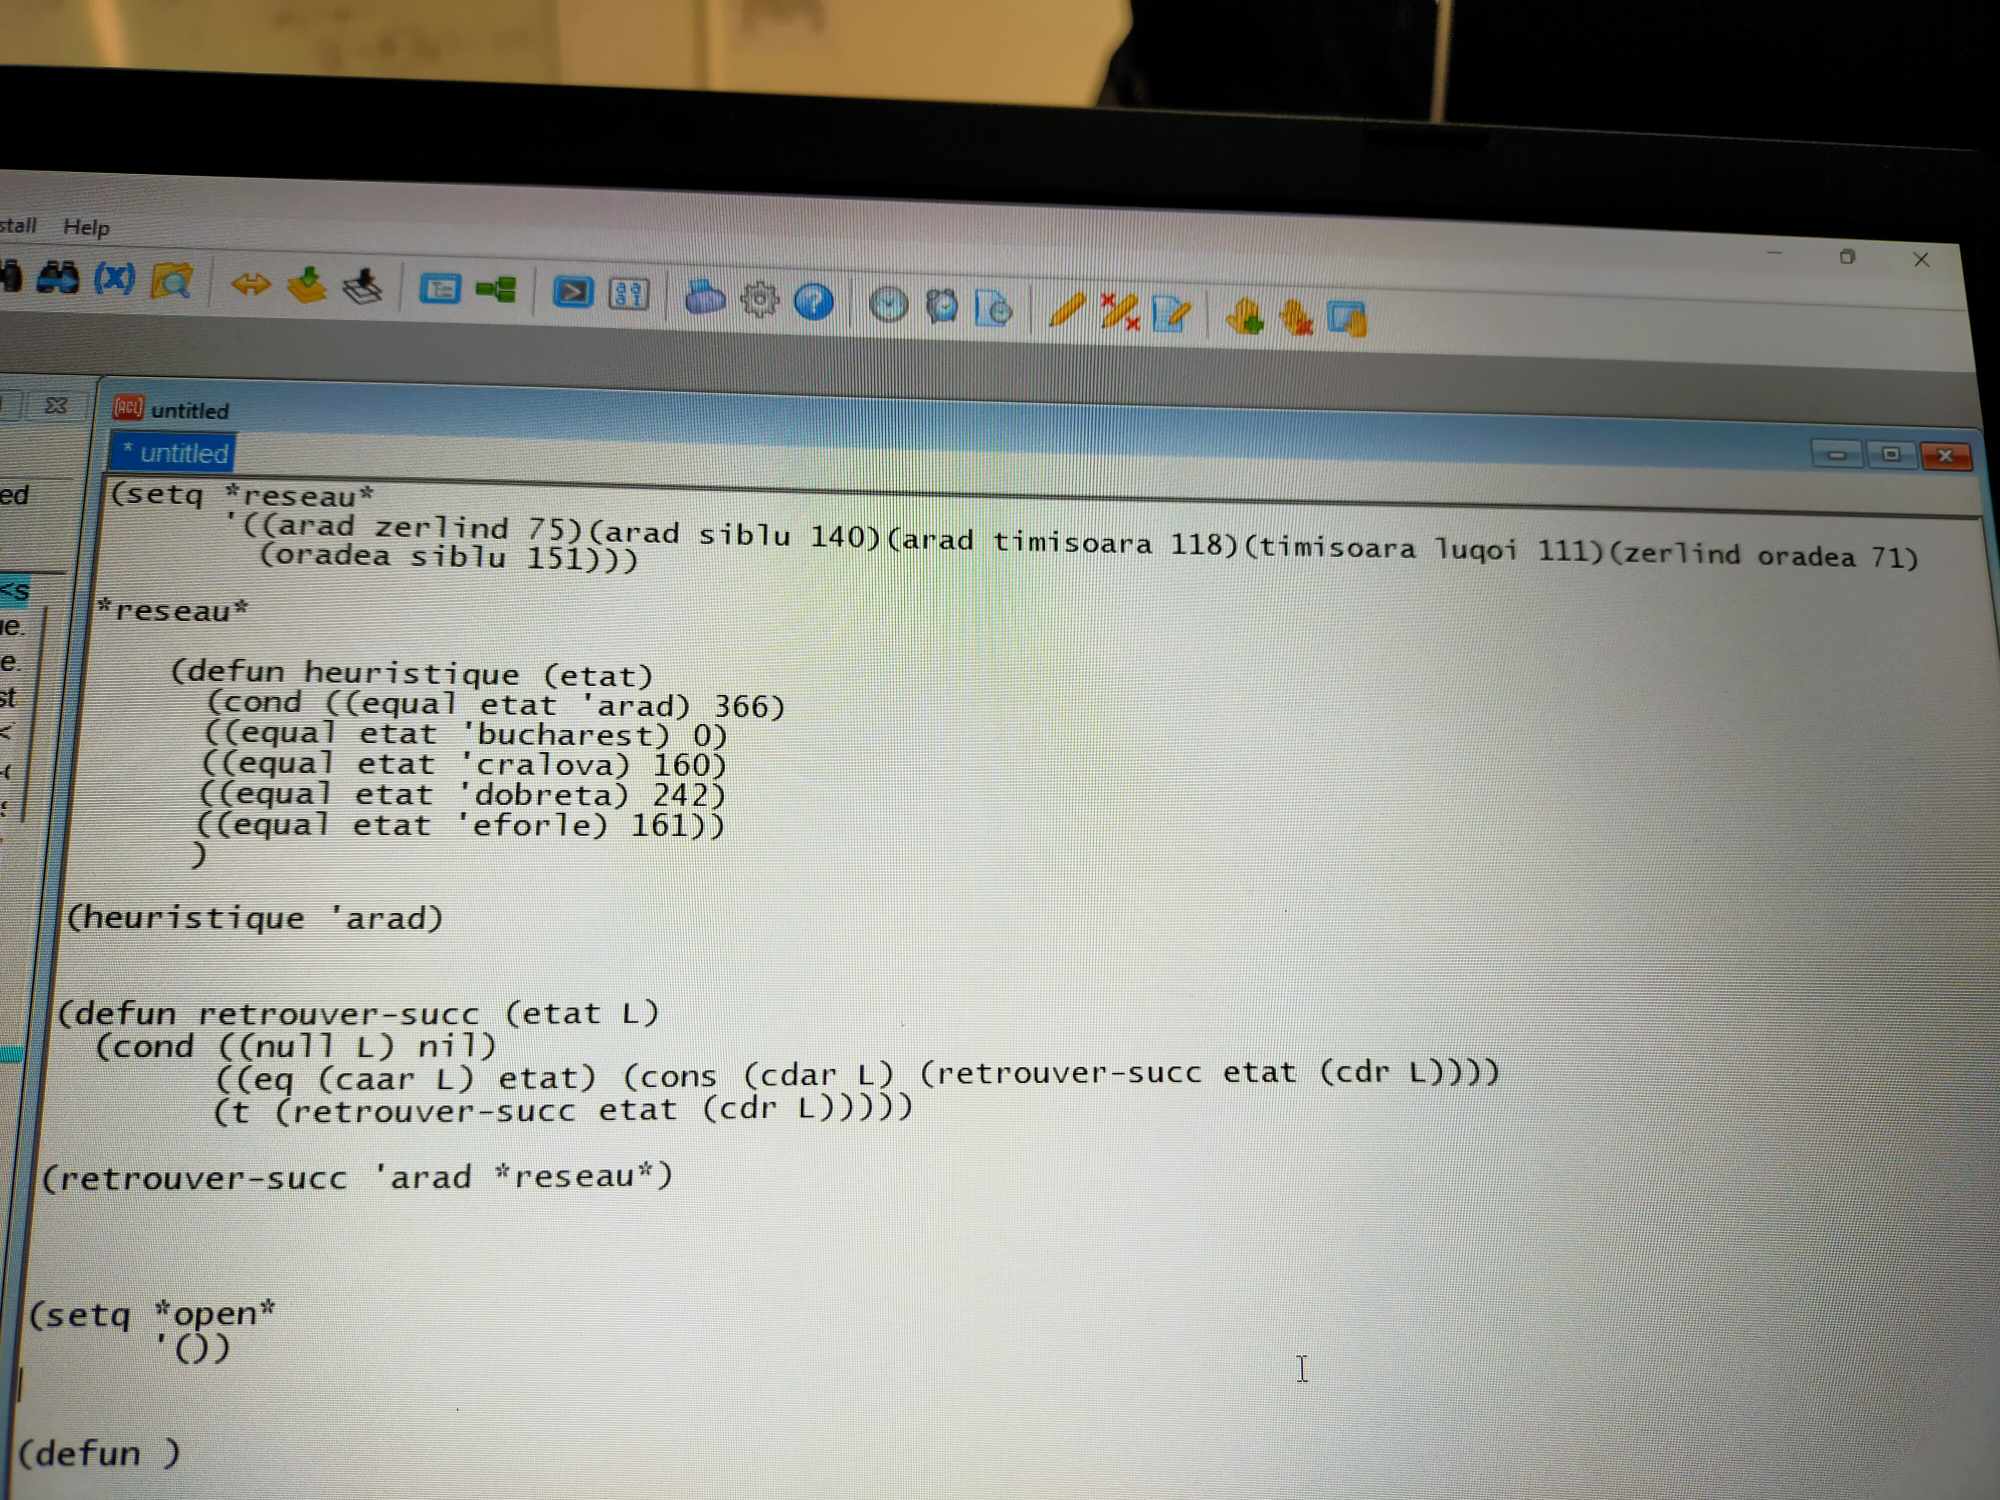 stall Help
(x)
[ACL] untitled
* untitled
ed
<s
ue.
e.
st
<
(setq *reseau*
'((arad zerlind 75)(arad siblu 140)(arad timisoara 118)(timisoara luqoi 111)(zerlind oradea 71)
(oradea siblu 151)))
*reseau*
(defun heuristique (etat)
(cond ((equal etat 'arad) 366)
((equal etat 'bucharest) 0)
((equal etat 'cralova) 160)
((equal etat 'dobreta) 242)
((equal etat 'eforle) 161))
)
(heuristique 'arad)
(defun retrouver-succ (etat L)
(cond ((null L) nil)
((eq (caar L) etat) (cons (cdar L) (retrouver-succ etat (cdr L))))
(t (retrouver-succ etat (cdr L)))))
(retrouver-succ 'arad *reseau*)
(setq *open*
'())
(defun )